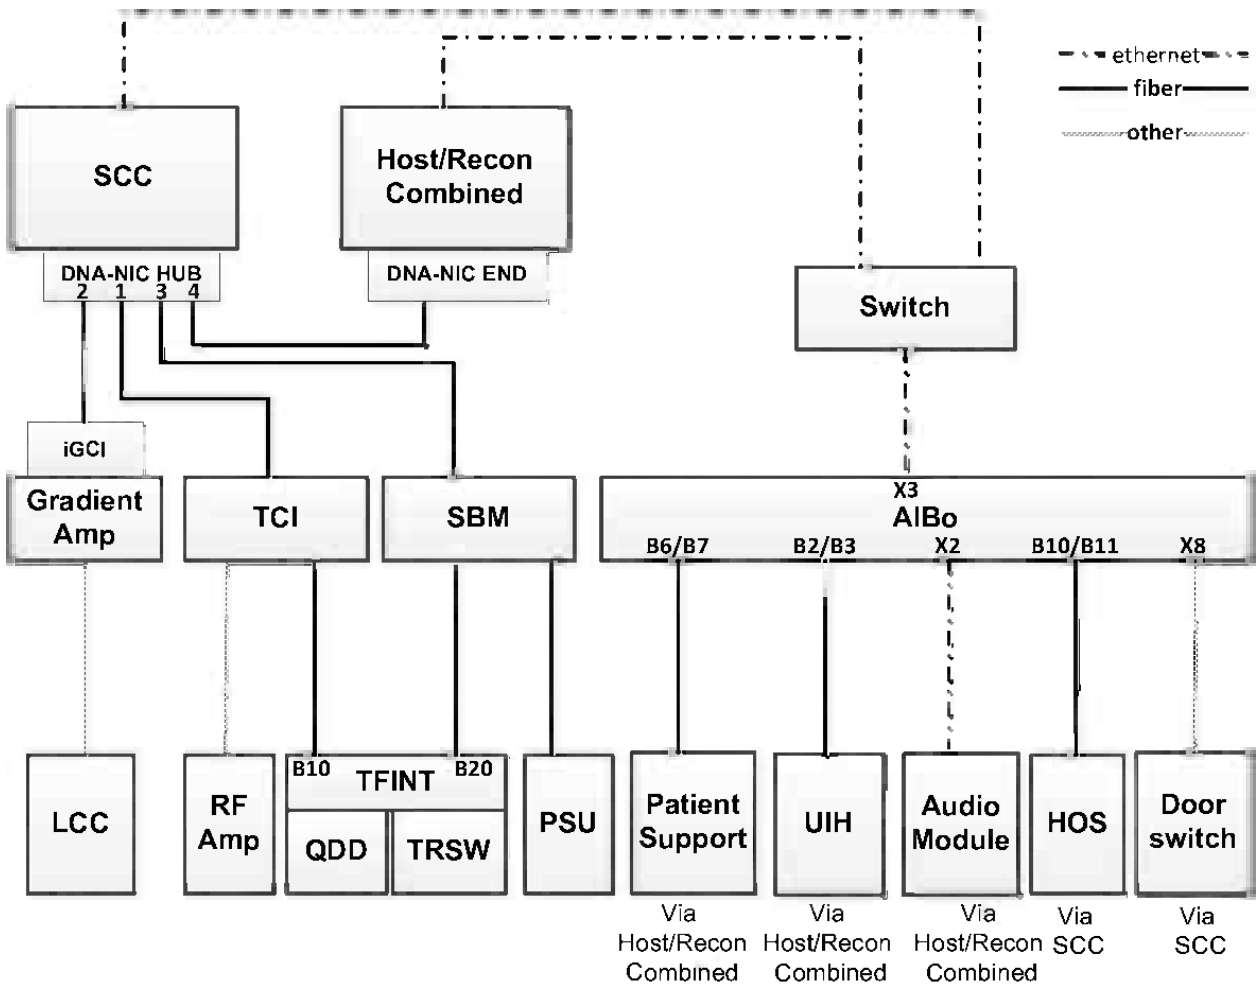 ethernet
fiber
other
SCC
Host/Recon
Combined
DNA-NIC HUB
2 1 3 4
DNA-NIC END
Switch
iGCI
Gradient
Amp
TCI
SBM
X3
AIBo
B6/B7 B2/B3 X2 B10/B11 X8
LCC
RF
Amp
B10 B20
TFINT
QDD TRSW
PSU
Patient
Support
UIH
Audio
Module
HOS
Door
switch
Via
Host/Recon
Combined
Via
Host/Recon
Combined
Via
Host/Recon
Combined
Via
SCC
Via
SCC